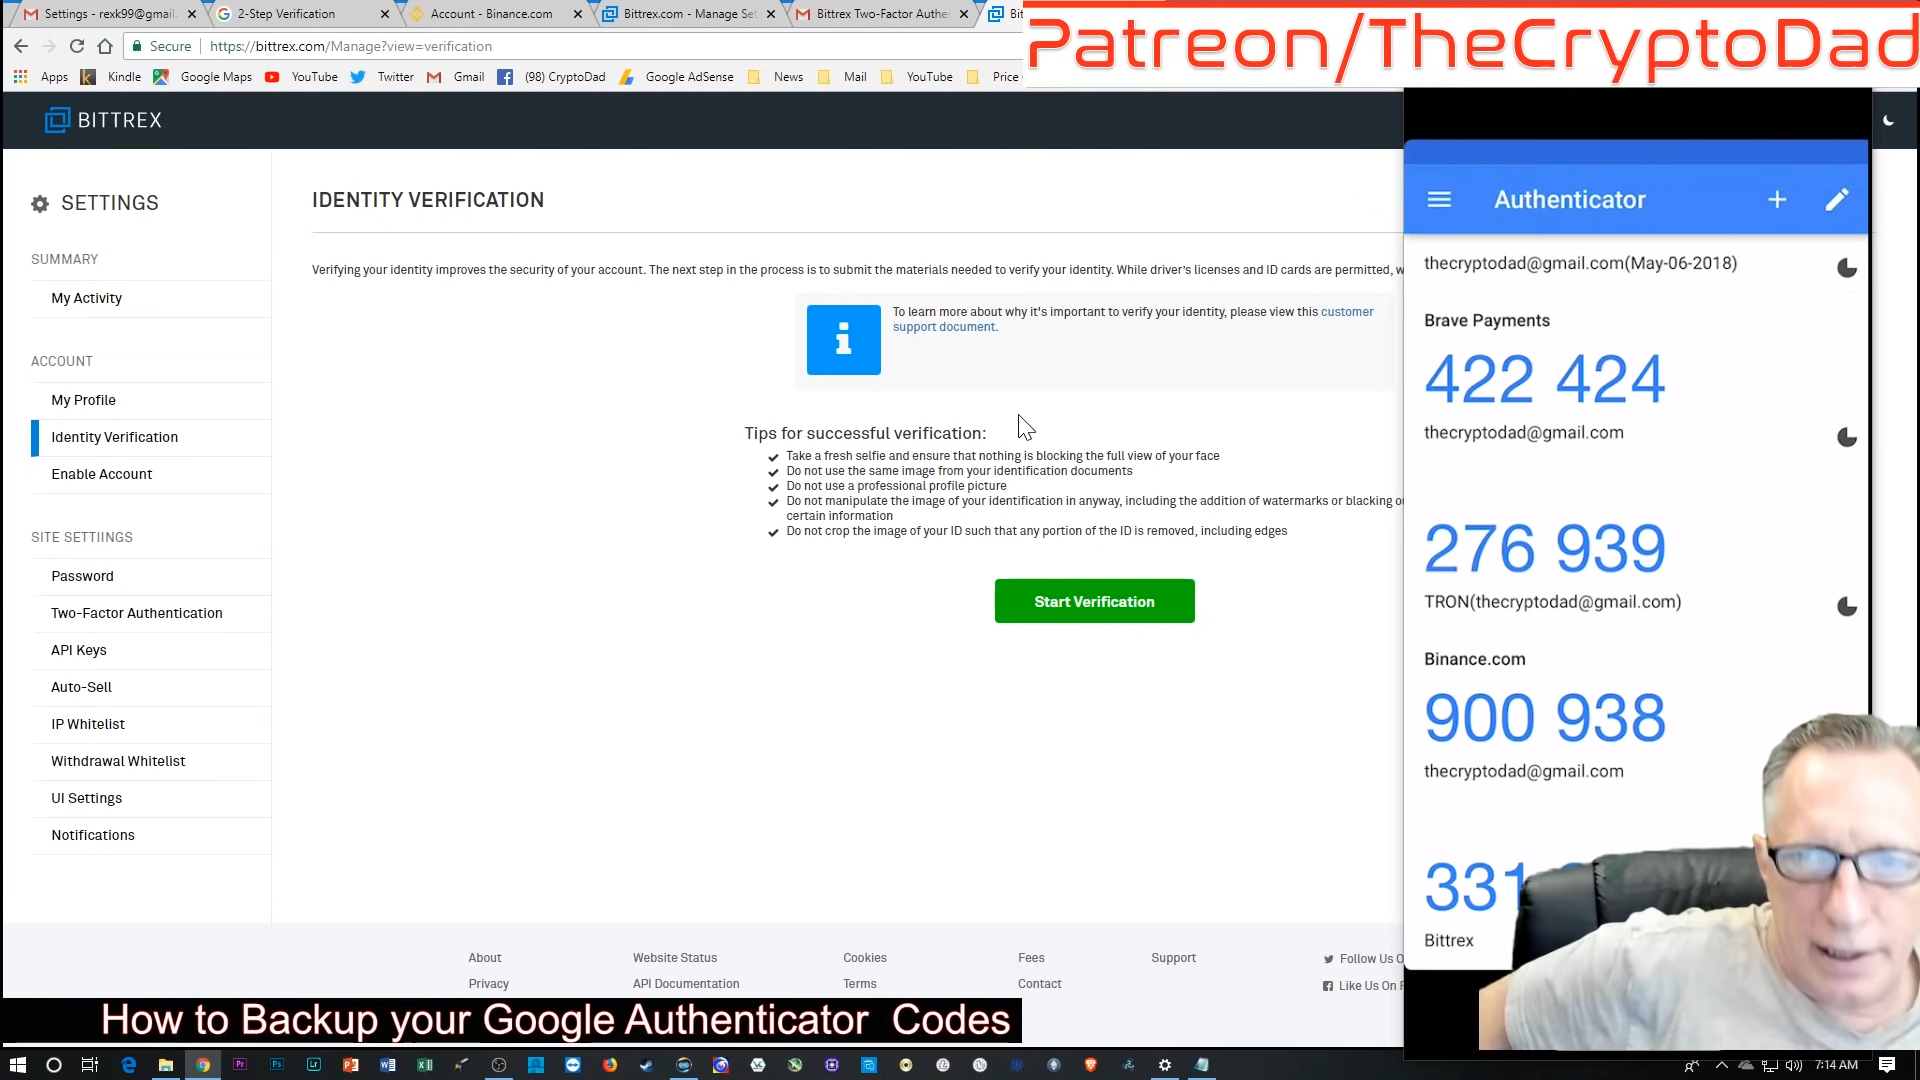 Settings - rexk99@gmail.
2-Step Verification
Account - Binance.com
Bittrex.com - Manage Set
Bittrex Two-Factor Authe
Patreon/TheCryptoDad
Secure
https://bittrex.com/Manage?view=verification
Apps
Kindle
Google Maps
YouTube
Twitter
Gmail
(98) CryptoDad
Google AdSense
News
Mail
YouTube
Price
BITTREX
SETTINGS
SUMMARY
My Activity
ACCOUNT
My Profile
Identity Verification
Enable Account
SITE SETTIINGS
Password
Two-Factor Authentication
API Keys
Auto-Sell
IP Whitelist
Withdrawal Whitelist
UI Settings
Notifications
IDENTITY VERIFICATION
Verifying your identity improves the security of your account. The next step in the process is to submit the materials needed to verify your identity. While driver's licenses and ID cards are permitted,
To learn more about why it's important to verify your identity, please view this customer
support document.
Tips for successful verification:
Take a fresh selfie and ensure that nothing is blocking the full view of your face
Do not use the same image from your identification documents
Do not use a professional profile picture
Do not manipulate the image of your identification in anyway, including the addition of watermarks or blacking
certain information
Do not crop the image of your ID such that any portion of the ID is removed, including edges
Start Verification
About
Website Status
Cookies
Fees
Support
Follow Us
Privacy
API Documentation
Terms
Contact
Like Us On
Authenticator
thecryptodad@gmail.com(May-06-2018)
Brave Payments
422 424
thecryptodad@gmail.com
276 939
TRON(thecryptodad@gmail.com)
Binance.com
900 938
thecryptodad@gmail.com
331
Bittrex
How to Backup your Google Authenticator Codes
7:14 AM